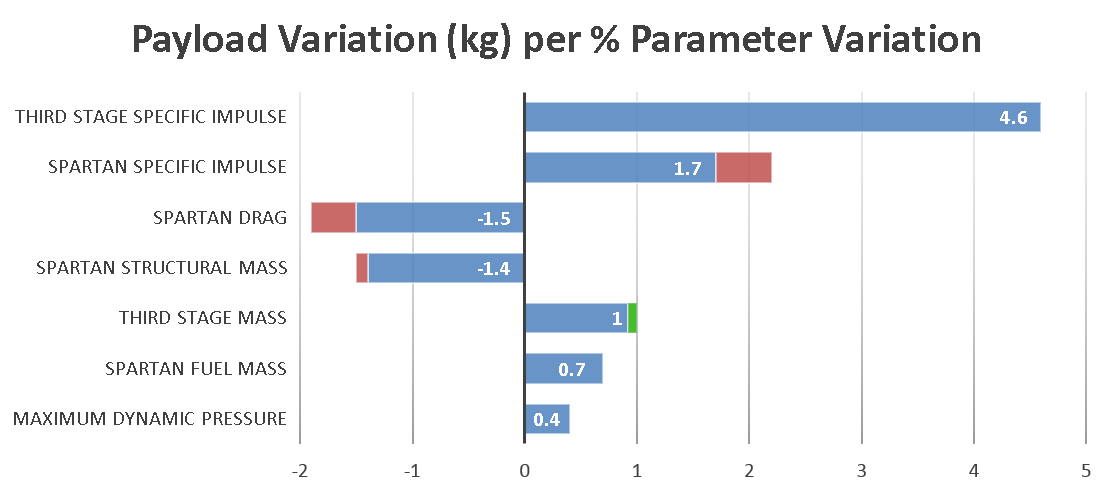 Payload Variation (kg) per % Parameter Variation
THIRD STAGE SPECIFIC IMPULSE 4.6
SPARTAN SPECIFIC IMPULSE 1.7
SPARTAN DRAG -1.5
SPARTAN STRUCTURAL MASS -1.4
THIRD STAGE MASS 1
SPARTAN FUEL MASS 0.7
MAXIMUM DYNAMIC PRESSURE 0.4
-2 -1 0 1 2 3 4 5